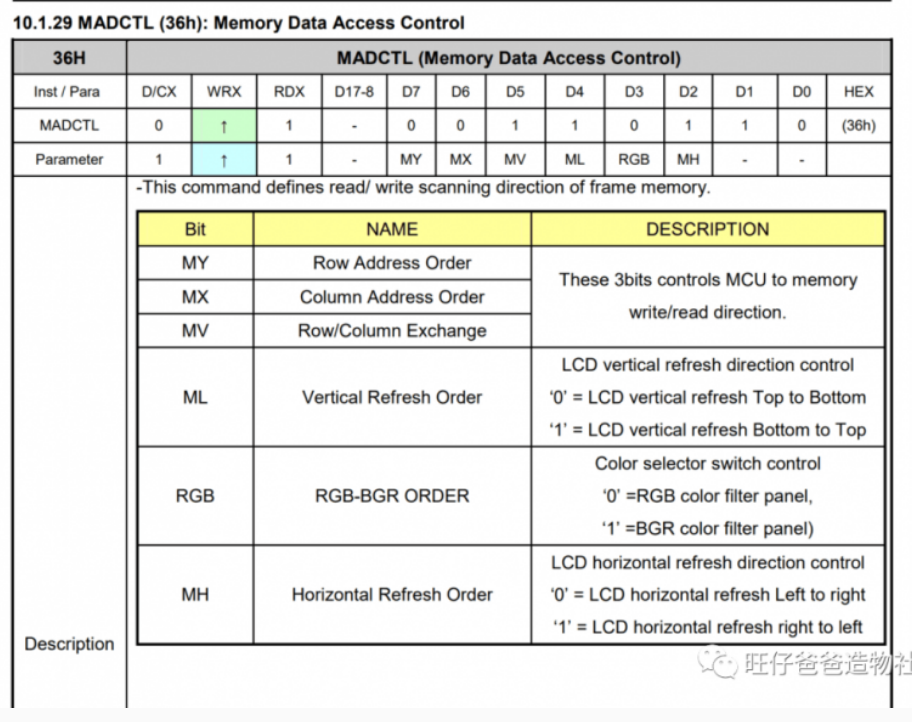 10.1.29 MADCTL (36h): Memory Data Access Control
36H MADCTL (Memory Data Access Control)
Inst / Para D/CX WRX RDX D17-8 D7 D6 D5 D4 D3 D2 D1 D0 HEX
MADCTL 0 ↑ 1 - 0 0 1 1 0 1 1 0 (36h)
Parameter 1 ↑ 1 - MY MX MV ML RGB MH - -
-This command defines read/ write scanning direction of frame memory.
Bit NAME DESCRIPTION
MY Row Address Order
MX Column Address Order
MV Row/Column Exchange
These 3bits controls MCU to memory
write/read direction.
ML Vertical Refresh Order
LCD vertical refresh direction control
‘0’ = LCD vertical refresh Top to Bottom
‘1’ = LCD vertical refresh Bottom to Top
RGB RGB-BGR ORDER
Color selector switch control
‘0’ =RGB color filter panel,
‘1’ =BGR color filter panel)
MH Horizontal Refresh Order
LCD horizontal refresh direction control
‘0’ = LCD horizontal refresh Left to right
‘1’ = LCD horizontal refresh right to left
Description
旺仔爸爸造物社